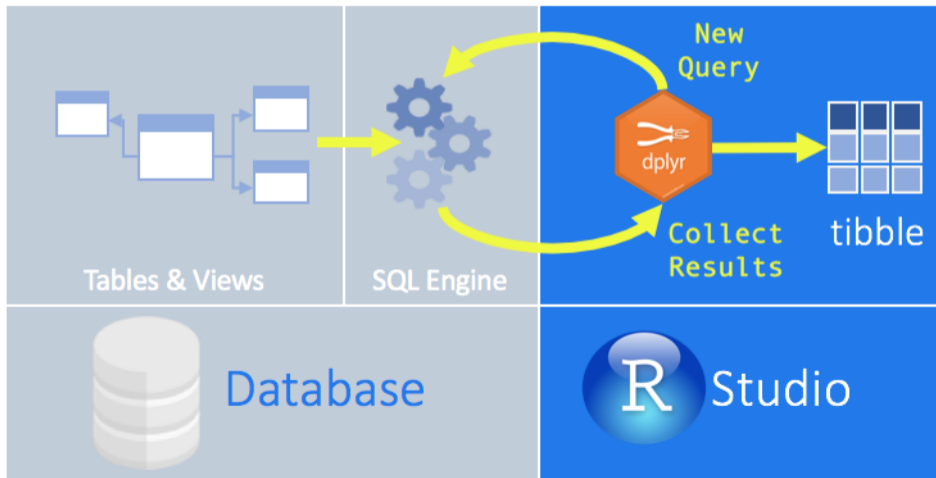 New
Query
dplyr
Collect
Results
tibble
Tables & Views
SQL Engine
Database
R Studio